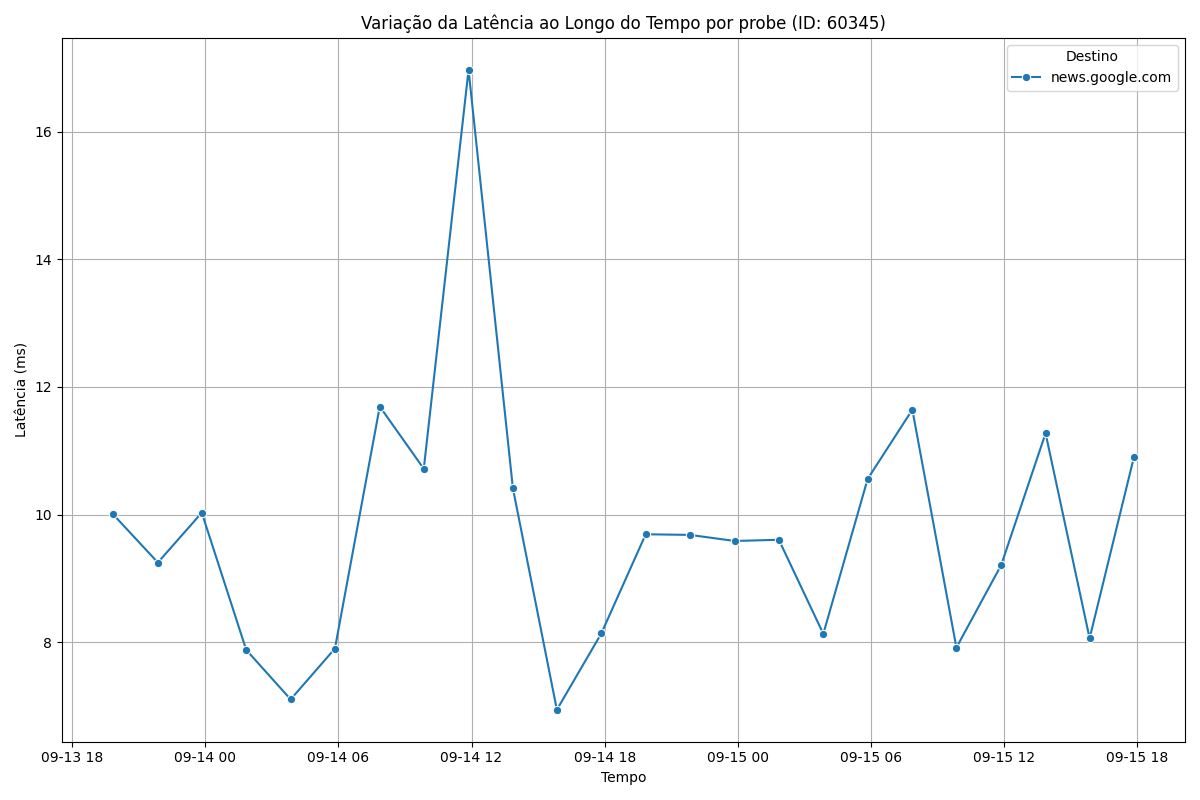 Variação da Latência ao Longo do Tempo por probe (ID: 60345)
Destino
news.google.com
Latência (ms)
16
14
12
10
8
09-13 18 09-14 00 09-14 06 09-14 12 09-14 18 09-15 00 09-15 06 09-15 12 09-15 18
Tempo